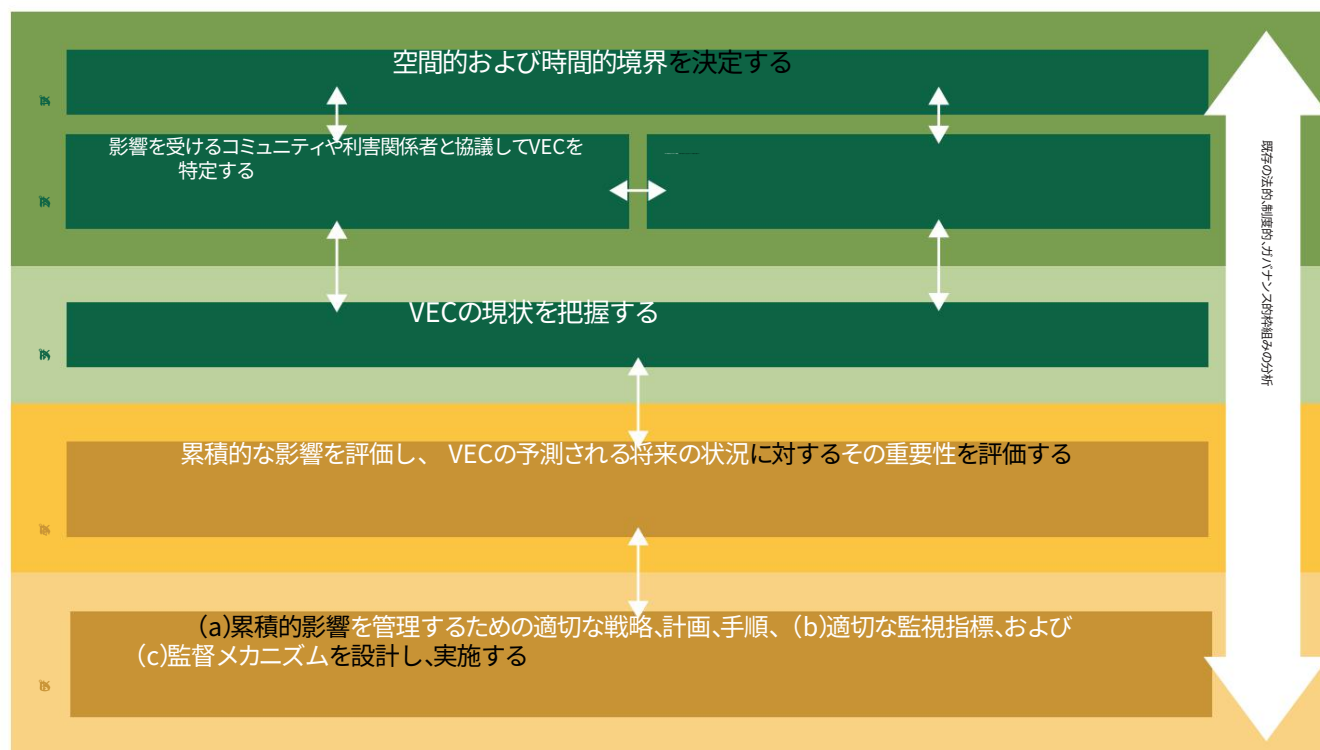 空間的および時間的境界を決定する
影響を受けるコミュニティや利害関係者と協議してVECを
特定する
VECの現状を把握する
累積的な影響を評価し、 VECの予測される将来の状況に対するその重要性を評価する
(a)累積的影響を管理するための適切な戦略、計画、手順、 (b)適切な監視指標、および
(c)監督メカニズムを設計し、実施する
既存の法的、制度的、ガバナンス的枠組みの分析